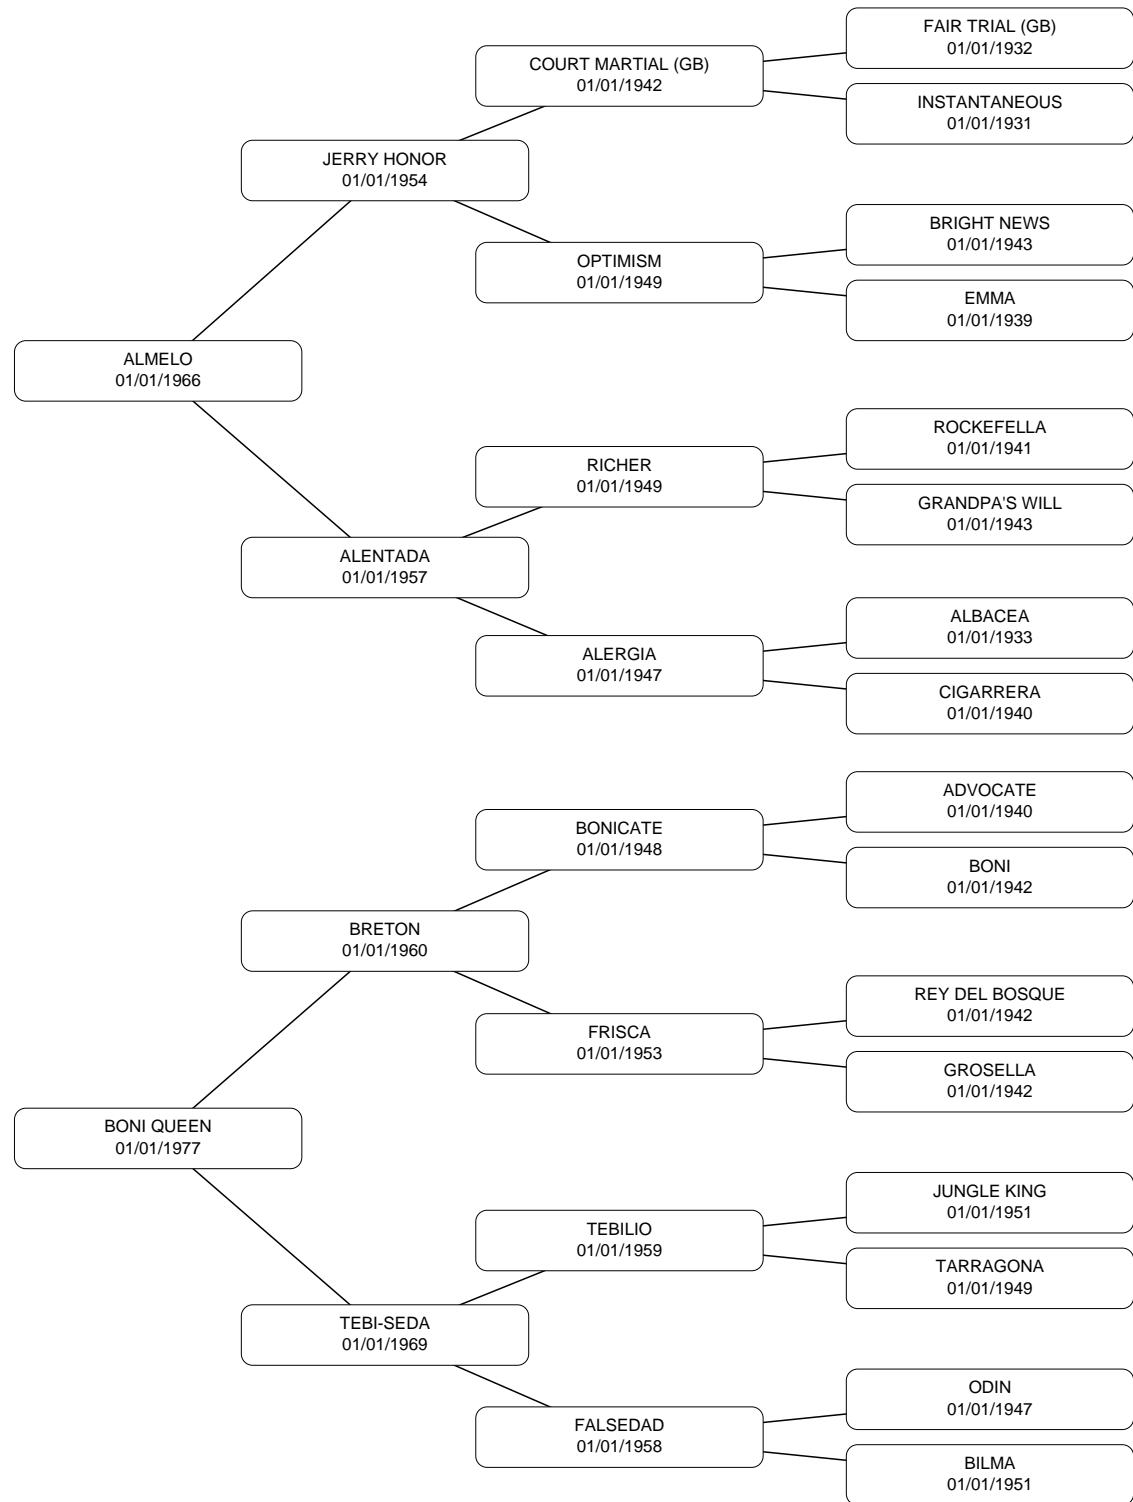 FAIR TRIAL (GB)
01/01/1932
COURT MARTIAL (GB)
01/01/1942
INSTANTANEOUS
01/01/1931
JERRY HONOR
01/01/1954
BRIGHT NEWS
01/01/1943
OPTIMISM
01/01/1949
EMMA
01/01/1939
ALMELO
01/01/1966
ROCKEFELLA
01/01/1941
RICHER
01/01/1949
GRANDPA'S WILL
01/01/1943
ALENTADA
01/01/1957
ALBACEA
01/01/1933
ALERGIA
01/01/1947
CIGARRERA
01/01/1940
ADVOCATE
01/01/1940
BONICATE
01/01/1948
BONI
01/01/1942
BRETON
01/01/1960
REY DEL BOSQUE
01/01/1942
FRISCA
01/01/1953
GROSELLA
01/01/1942
BONI QUEEN
01/01/1977
JUNGLE KING
01/01/1951
TEBILIO
01/01/1959
TARRAGONA
01/01/1949
TEBI-SEDA
01/01/1969
ODIN
01/01/1947
FALSEDAD
01/01/1958
BILMA
01/01/1951